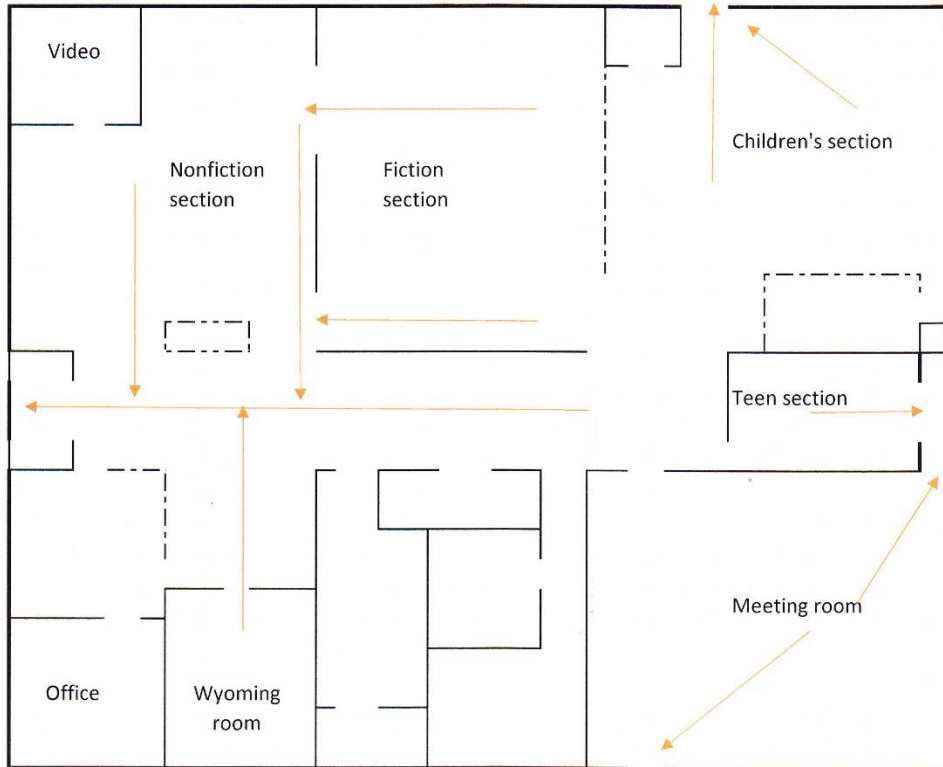 Video
Children's section
Nonfiction
section
Fiction
section
Teen section
Meeting room
Office
Wyoming
room